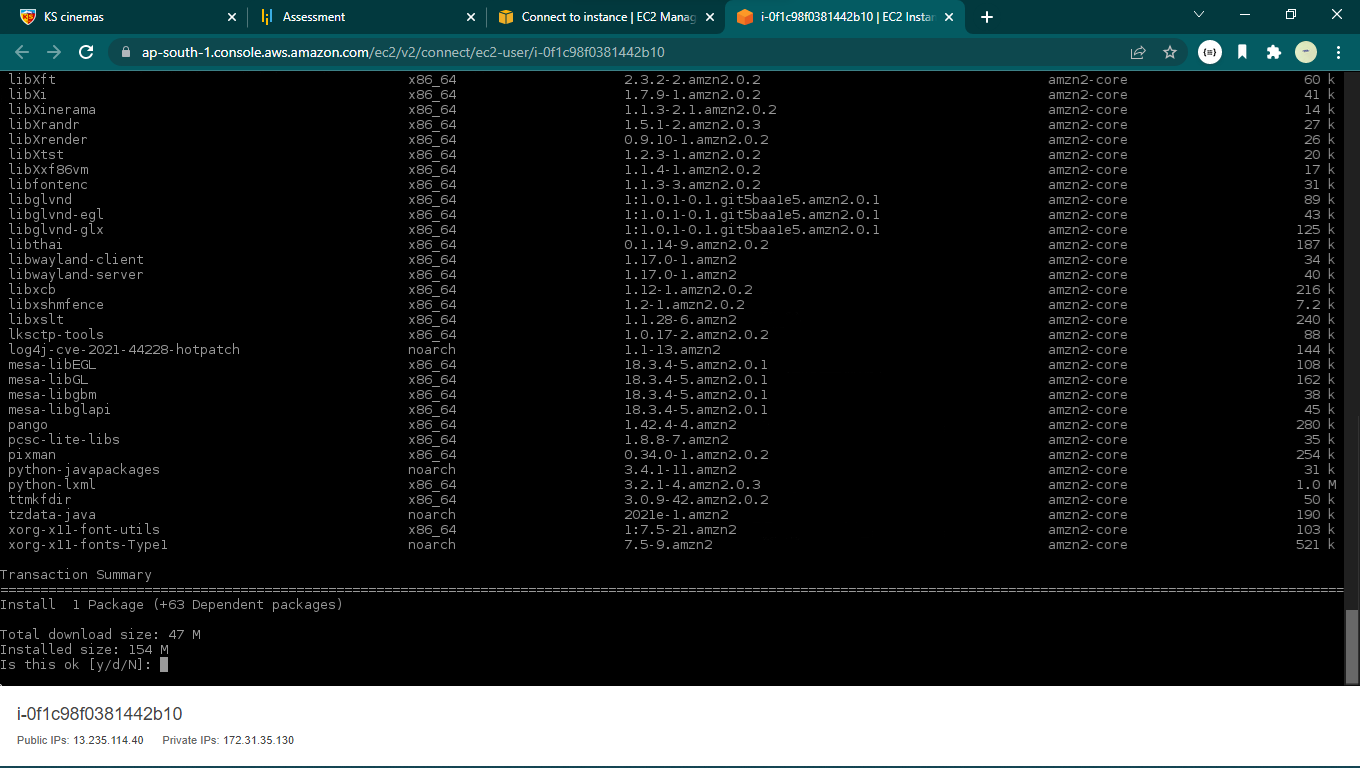 KS cinemas
Assessment
Connect to instance | EC2 Manag
i-0f1c98f0381442b10 | EC2 Instan
ap-south-1.console.aws.amazon.com/ec2/v2/connect/ec2-user/i-0f1c98f0381442b10
libXft x86_64 2.3.2-2.amzn2.0.2 amzn2-core 60 k
libXi x86_64 1.7.9-1.amzn2.0.2 amzn2-core 41 k
libXinerama x86_64 1.1.3-2.1.amzn2.0.2 amzn2-core 14 k
libXrandr x86_64 1.5.1-2.amzn2.0.3 amzn2-core 27 k
libXrender x86_64 0.9.10-1.amzn2.0.2 amzn2-core 26 k
libXtst x86_64 1.2.3-1.amzn2.0.2 amzn2-core 20 k
libXxf86vm x86_64 1.1.4-1.amzn2.0.2 amzn2-core 17 k
libfontenc x86_64 1.1.3-3.amzn2.0.2 amzn2-core 31 k
libglvnd x86_64 1:1.0.1-0.1.git5baa1e5.amzn2.0.1 amzn2-core 89 k
libglvnd-egl x86_64 1:1.0.1-0.1.git5baa1e5.amzn2.0.1 amzn2-core 43 k
libglvnd-glx x86_64 1:1.0.1-0.1.git5baa1e5.amzn2.0.1 amzn2-core 125 k
libthai x86_64 0.1.14-9.amzn2.0.2 amzn2-core 187 k
libwayland-client x86_64 1.17.0-1.amzn2 amzn2-core 34 k
libwayland-server x86_64 1.17.0-1.amzn2 amzn2-core 40 k
libxcb x86_64 1.12-1.amzn2.0.2 amzn2-core 216 k
libxshmfence x86_64 1.2-1.amzn2.0.2 amzn2-core 7.2 k
libxslt x86_64 1.1.28-6.amzn2 amzn2-core 240 k
lksctp-tools x86_64 1.0.17-2.amzn2.0.2 amzn2-core 88 k
log4j-cve-2021-44228-hotpatch noarch 1.1-13.amzn2 amzn2-core 144 k
mesa-libEGL x86_64 18.3.4-5.amzn2.0.1 amzn2-core 108 k
mesa-libGL x86_64 18.3.4-5.amzn2.0.1 amzn2-core 162 k
mesa-libgbm x86_64 18.3.4-5.amzn2.0.1 amzn2-core 38 k
mesa-libglapi x86_64 18.3.4-5.amzn2.0.1 amzn2-core 45 k
pango x86_64 1.42.4-4.amzn2 amzn2-core 280 k
pcsc-lite-libs x86_64 1.8.8-7.amzn2 amzn2-core 35 k
pixman x86_64 0.34.0-1.amzn2.0.2 amzn2-core 254 k
python-javapackages noarch 3.4.1-11.amzn2 amzn2-core 31 k
python-lxml x86_64 3.2.1-4.amzn2.0.3 amzn2-core 1.0 M
ttmkfdir x86_64 3.0.9-42.amzn2.0.2 amzn2-core 50 k
tzdata-java noarch 2021e-1.amzn2 amzn2-core 190 k
xorg-x11-font-utils x86_64 1:7.5-21.amzn2 amzn2-core 103 k
xorg-x11-fonts-Type1 noarch 7.5-9.amzn2 amzn2-core 521 k
Transaction Summary
Install 1 Package (+63 Dependent packages)
Total download size: 47 M
Installed size: 154 M
Is this ok [y/d/N]:
i-0f1c98f0381442b10
Public IPs: 13.235.114.40 Private IPs: 172.31.35.130